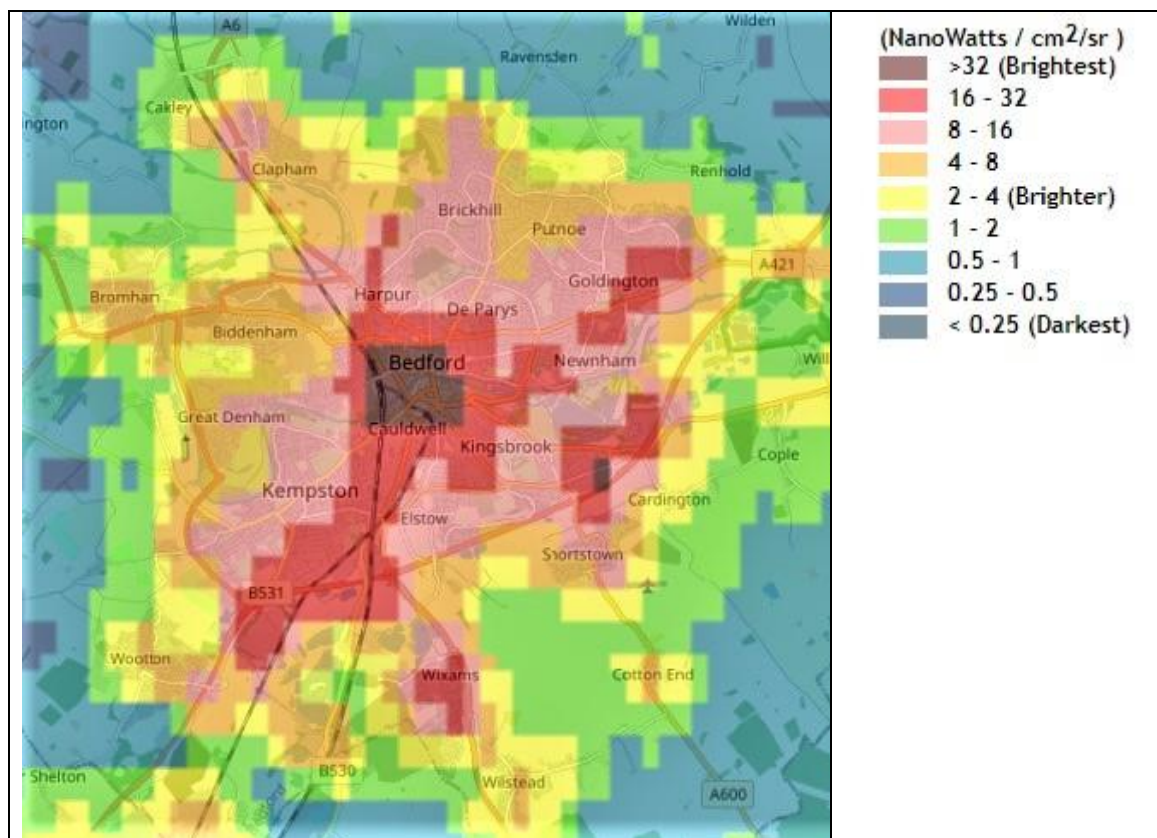 A6
Wilden
Ravensden
Cakley
ington
Clapham
Renhold
Brickhill
Putnoe
A421
Goldington
Bromham
Harpur
De Parys
Biddenham
Bedford
Newnham
Will
Great Denham
Cauldwell
Kingsbrook
Cople
Kempston
Cardington
Elstow
Shortstown
B531
Wootton
Wixams
Cotton End
B530
Shelton
Wilstead
A600
(NanoWatts / cm2/sr )
>32 (Brightest)
16 - 32
8 - 16
4 - 8
2 - 4 (Brighter)
1 - 2
0.5 - 1
0.25 - 0.5
< 0.25 (Darkest)